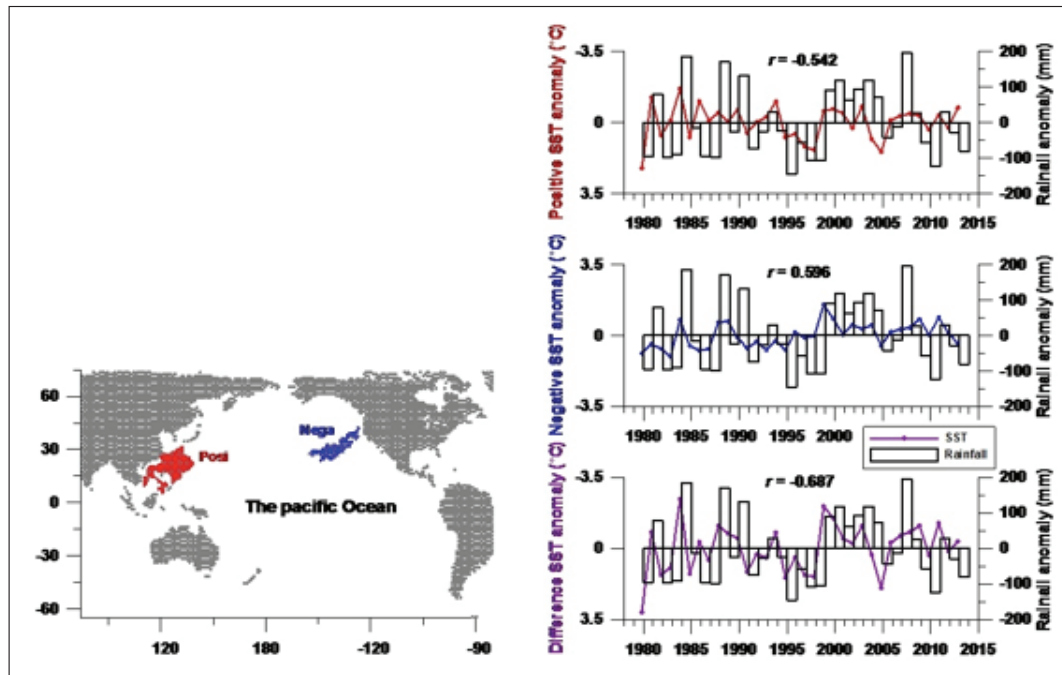 Positive SST anomaly (°C)
-3.5
0
3.5
r = -0.542
200
100
0
-100
-200
Rainfall anomaly (mm)
1980 1985 1990 1995 2000 2005 2010 2015
Negative SST anomaly (°C)
3.5
0
-3.5
r = 0.596
200
100
0
-100
-200
Rainfall anomaly (mm)
1980 1985 1990 1995 2000
SST
Rainfall
Difference SST anomaly (°C)
-3.5
0
3.5
r = -0.687
200
100
0
-100
-200
Rainfall anomaly (mm)
1980 1985 1990 1995 2000 2005 2010 2015
60
30
0
-30
-60
Nega
Posi
The pacific Ocean
120 180 -120 -90